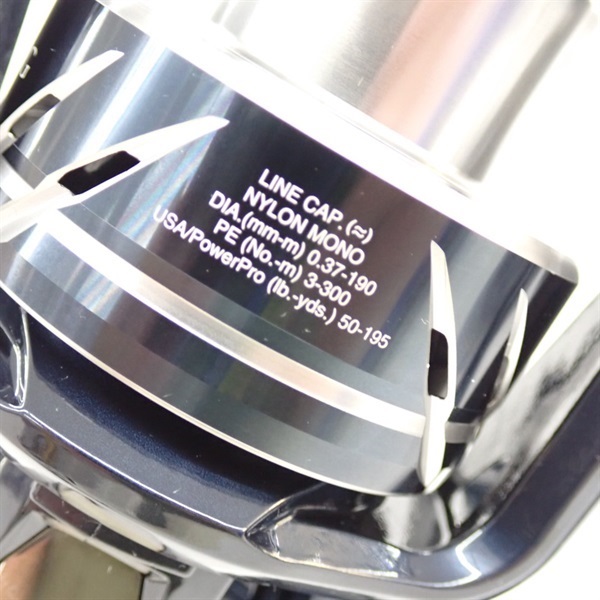 LINE CAP.(≈)
NYLON MONO
DIA.(mm-m) 0.37-190
PE (No.-m) 3-300
USA/PowerPro (lb.-yds.) 50-195